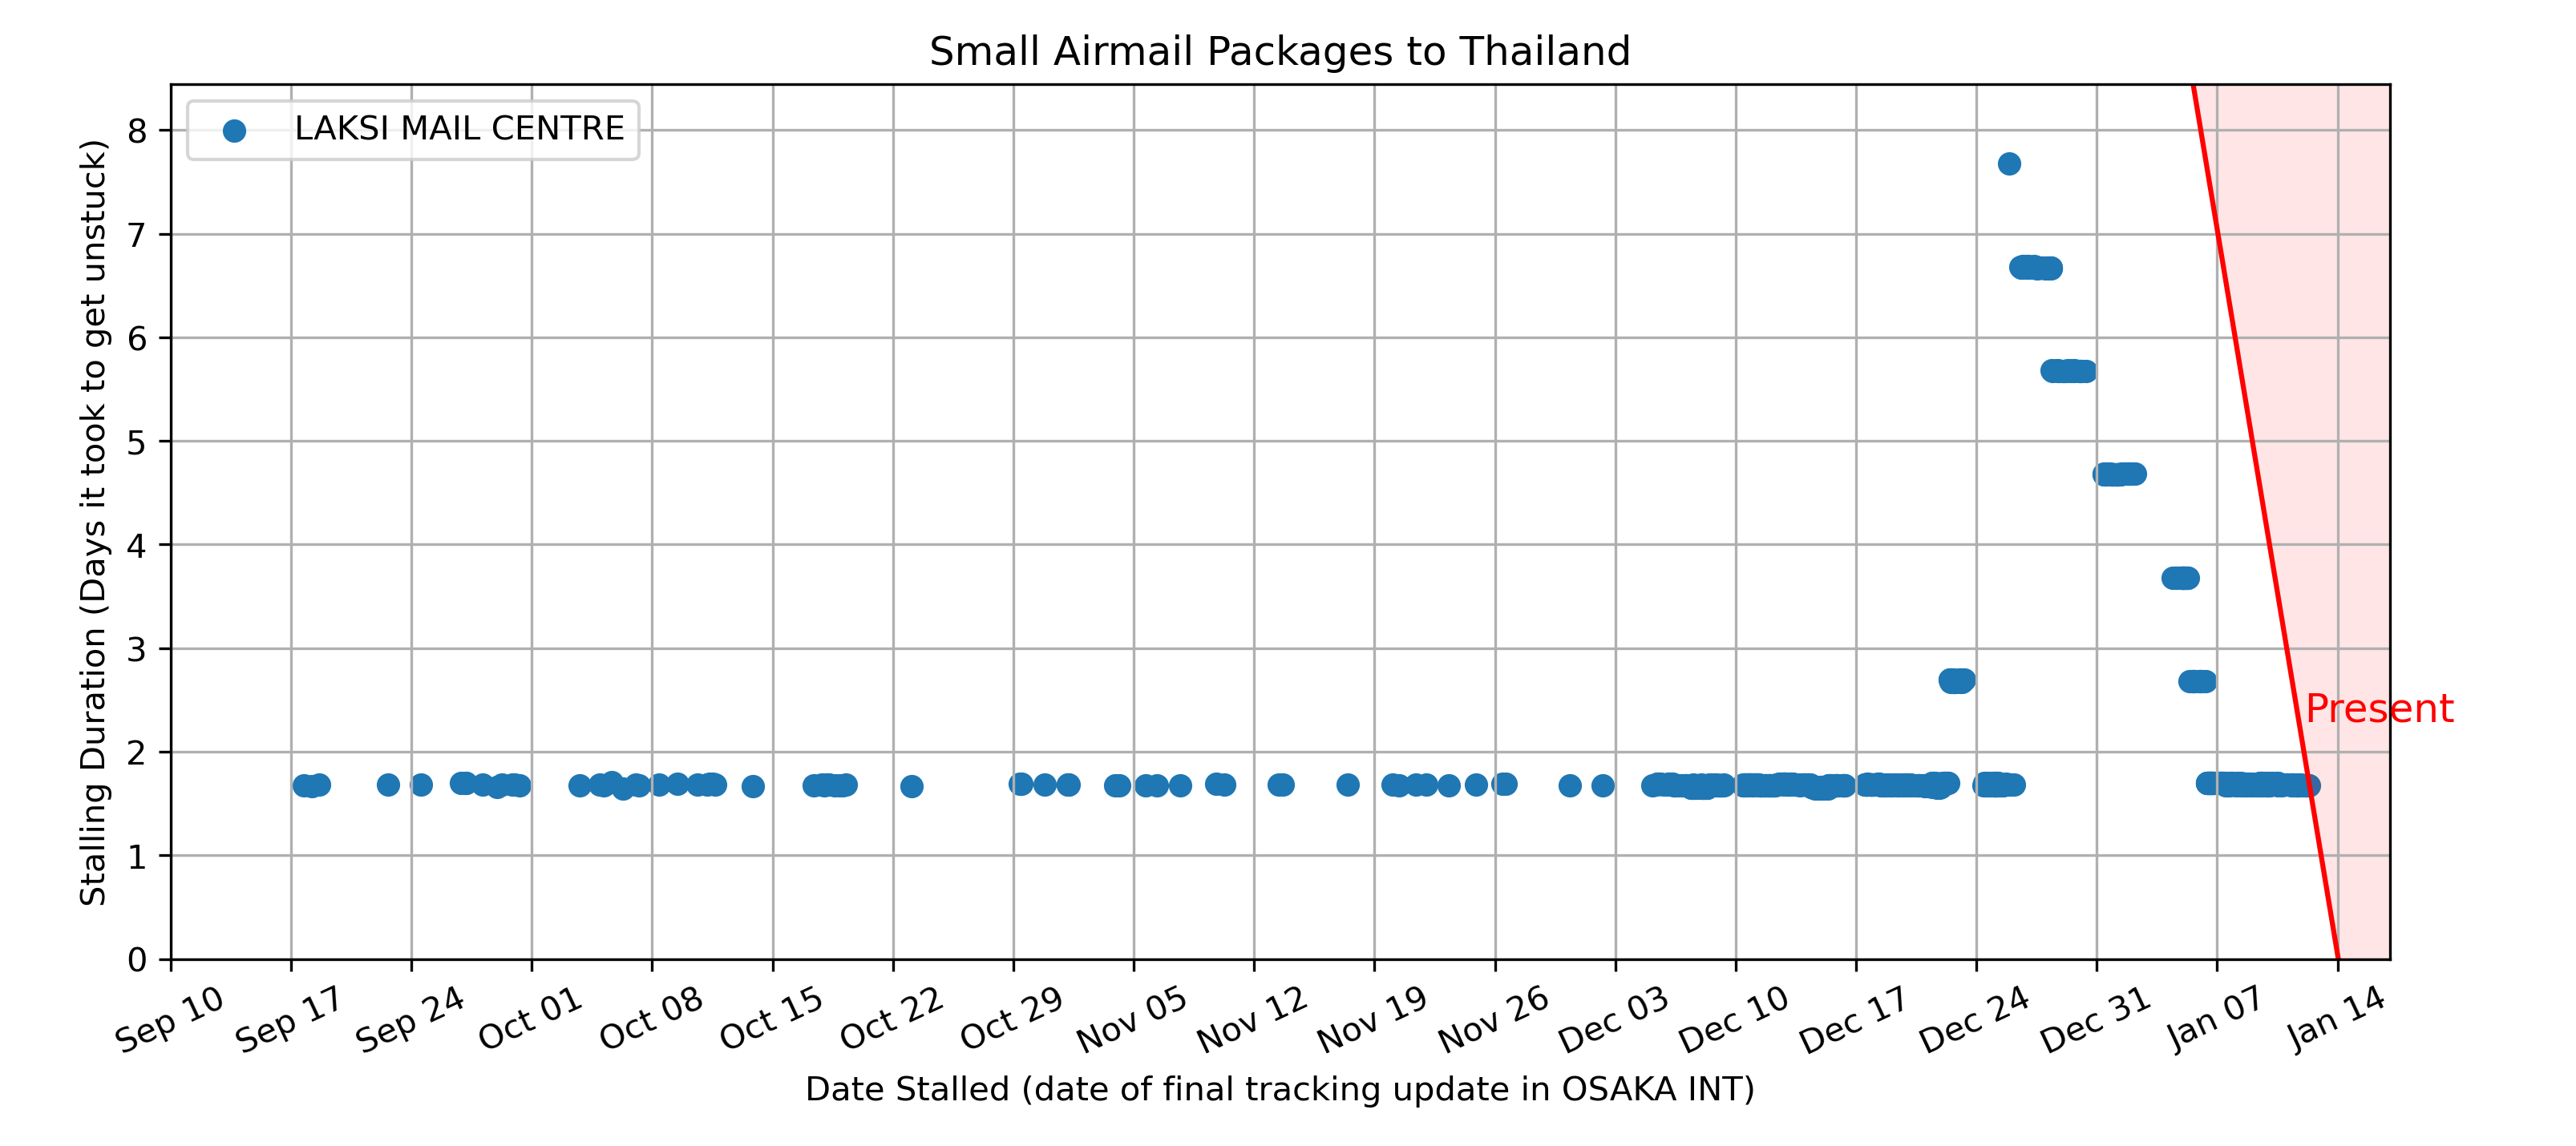 Small Airmail Packages to Thailand
LAKSI MAIL CENTRE
Stalling Duration (Days it took to get unstuck)
8
7
6
5
4
3
2
1
0
Present
Sep 10
Sep 17
Sep 24
Oct 01
Oct 08
Oct 15
Oct 22
Oct 29
Nov 05
Nov 12
Nov 19
Nov 26
Dec 03
Dec 10
Dec 17
Dec 24
Dec 31
Jan 07
Jan 14
Date Stalled (date of final tracking update in OSAKA INT)